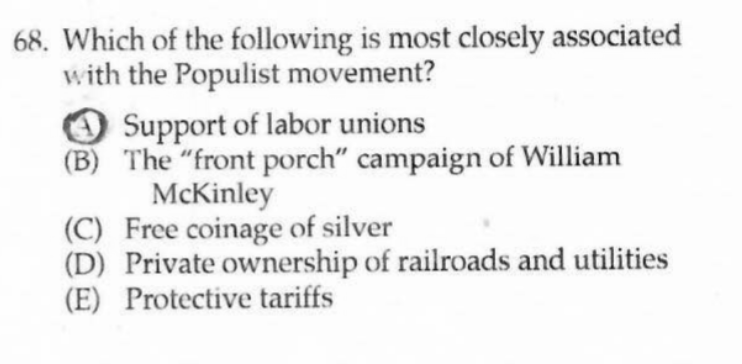 68. Which of the following is most closely associated
with the Populist movement?
(A) Support of labor unions
(B) The "front porch" campaign of William
McKinley
(C) Free coinage of silver
(D) Private ownership of railroads and utilities
(E) Protective tariffs